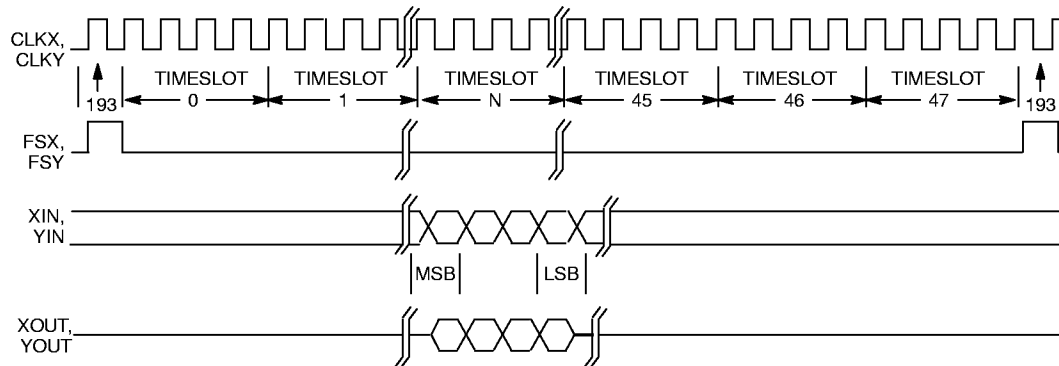 CLKX,
CLKY
TIMESLOT TIMESLOT TIMESLOT TIMESLOT TIMESLOT TIMESLOT
193 0 1 N 45 46 47 193
FSX,
FSY
XIN,
YIN
MSB LSB
XOUT,
YOUT